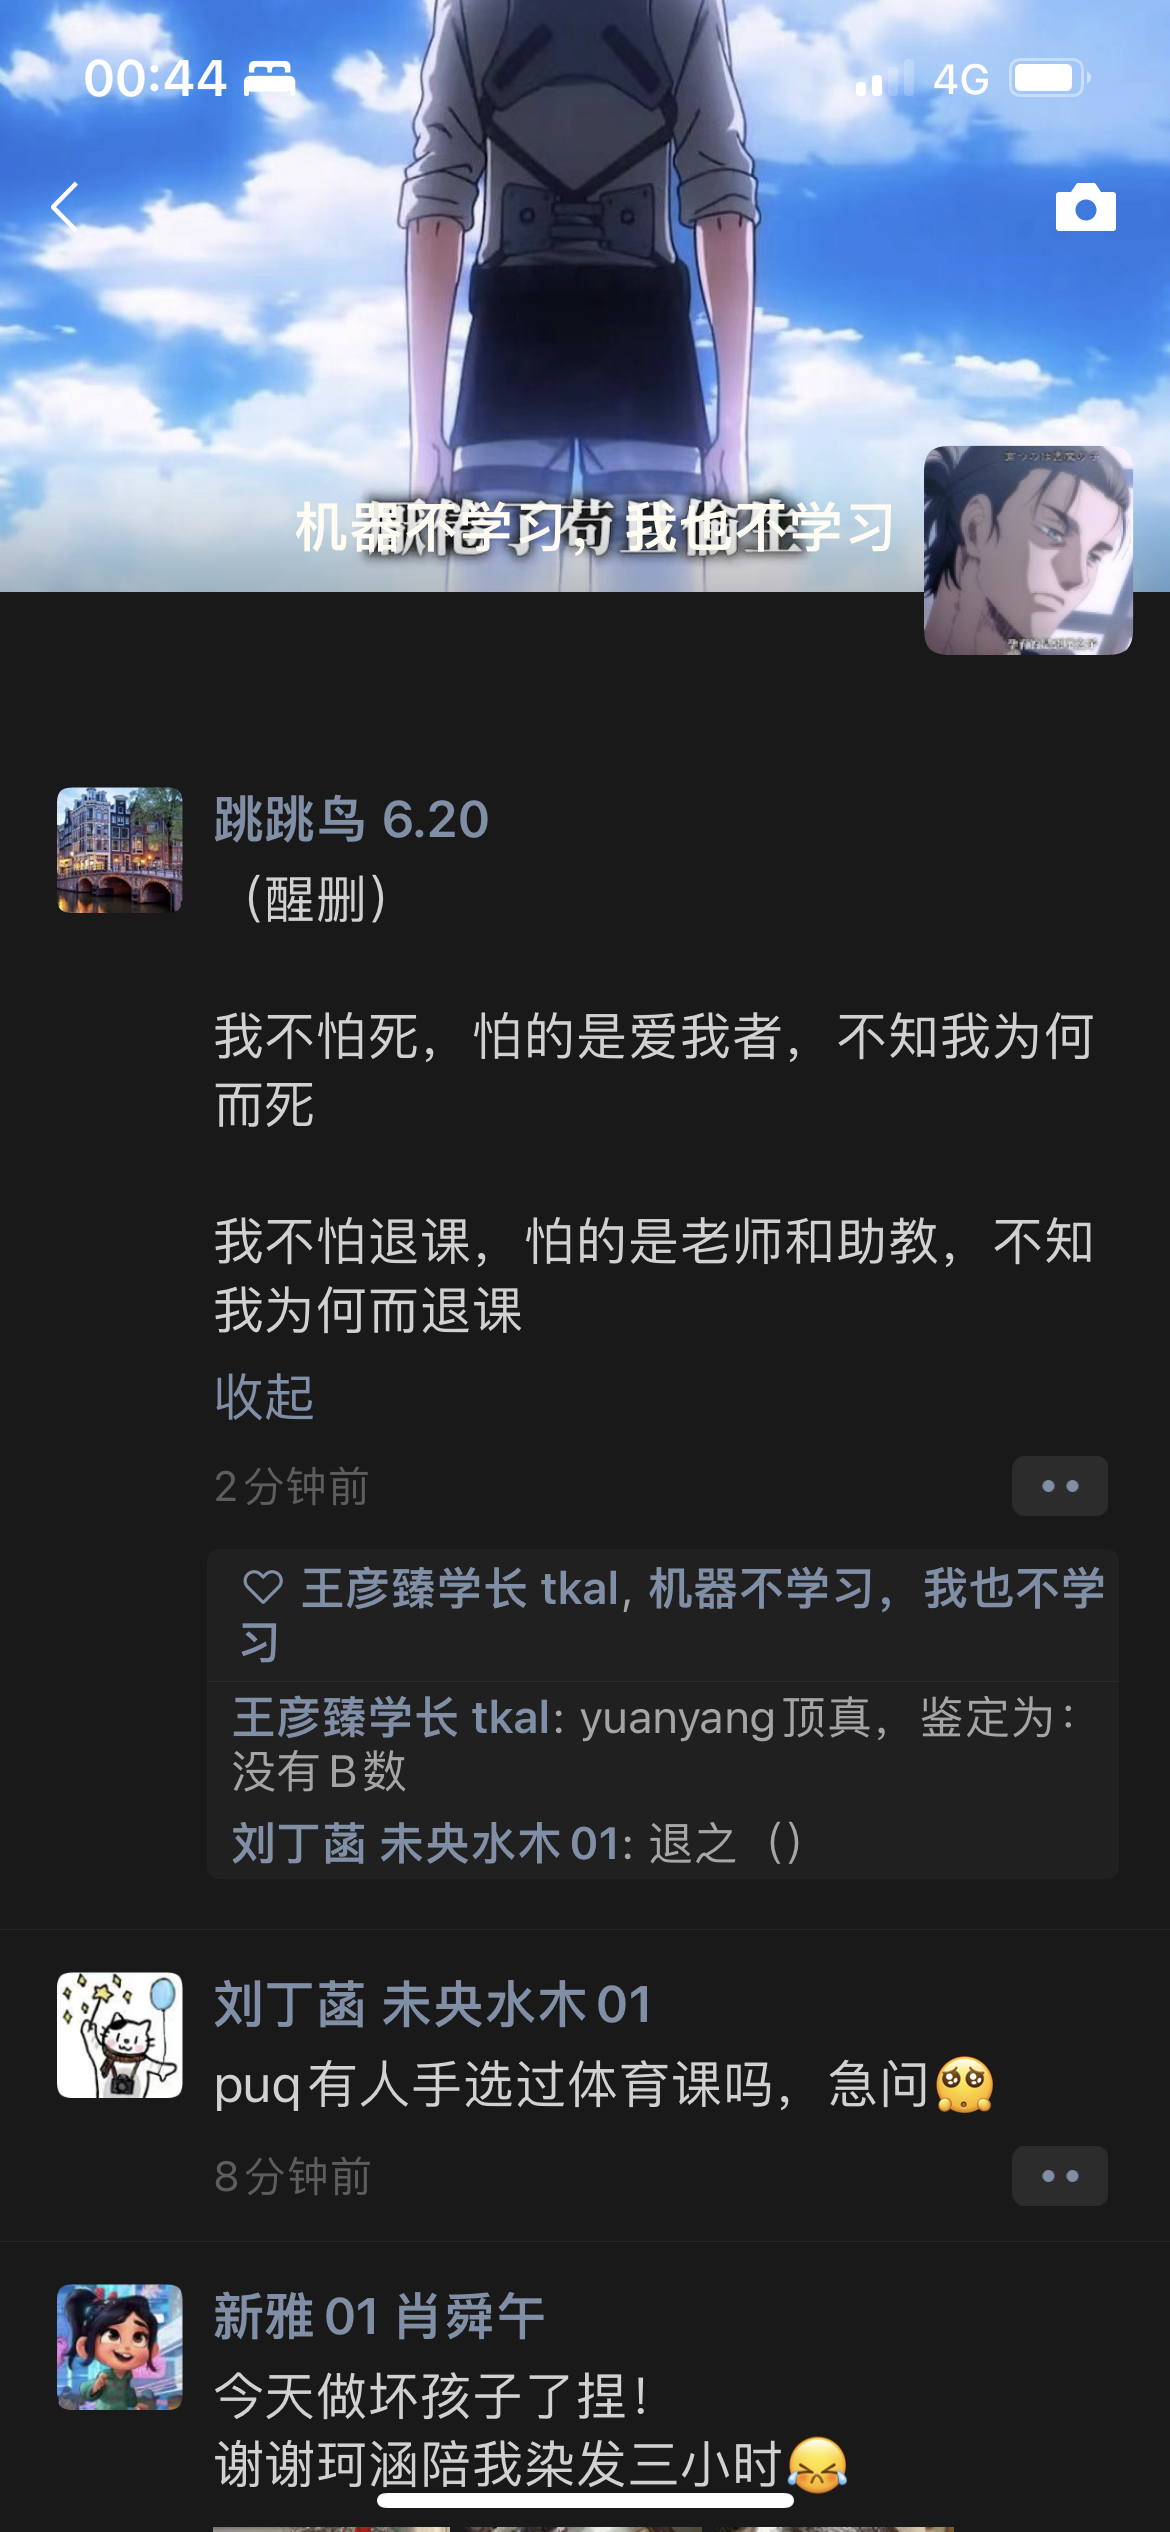 00:44
4G
机器不学习，我也不学习
跳跳鸟 6.20
（醒删）
我不怕死，怕的是爱我者，不知我为何
而死
我不怕退课，怕的是老师和助教，不知
我为何而退课
收起
2分钟前
王彦臻学长 tkal, 机器不学习，我也不学
习
王彦臻学长 tkal: yuanyang顶真，鉴定为：
没有B数
刘丁菡 未央水木01: 退之（）
刘丁菡 未央水木01
puq有人手选过体育课吗，急问🥺
8分钟前
新雅01 肖舜午
今天做坏孩子了捏！
谢谢珂涵陪我染发三小时😹